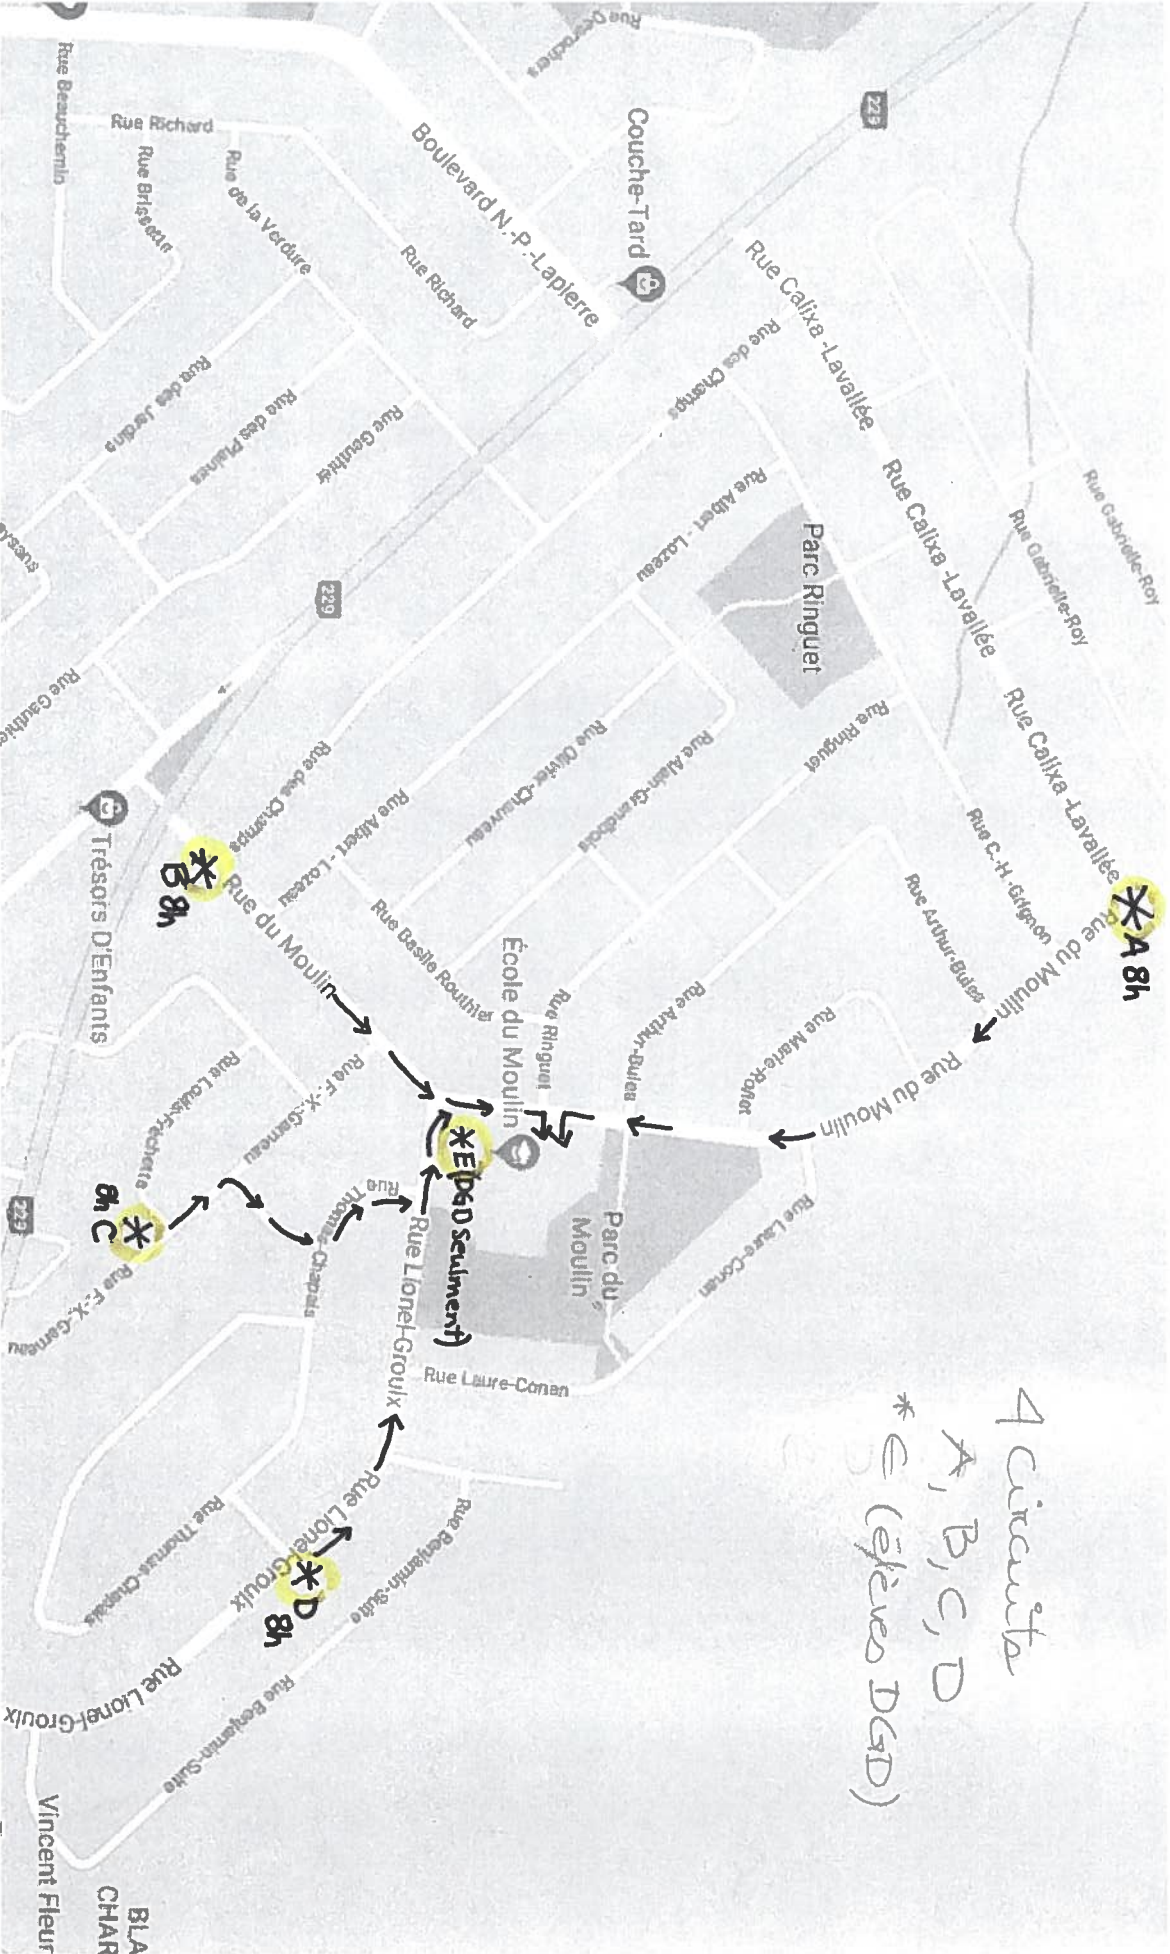 4 circuits
A, B, C, D
* E (élèves DGD)
Rue Gabrielle-Roy
Rue Gabrielle-Roy
Rue Calixa-Lavallée
Rue Calixa-Lavallée
Rue Calixa-Lavallée
* A 8h
Rue du Moulin
Rue C.-H.-Grignon
Rue Arthur-Buies
Rue du Moulin
Rue Marie-Rollet
Rue Laure-Conan
229
Rue Desrochers
Couche-Tard
Boulevard N.-P.-Lapierre
Rue des Champs
Rue Albert-Lozeau
Parc Ringuet
Rue Ringuet
Rue Alain-Grandbois
Rue Olivier-Chauveau
Rue Arthur-Buies
Rue Ringuet
Parc du
Moulin
École du Moulin
Rue Basile Routhier
Rue Albert-Lozeau
Rue des Champs
* E (DGD seulment)
Rue Laure-Conan
Rue Richard
Rue Richard
Rue de la Verdure
Rue Brissette
Rue Beauchemin
Rue des Jardins
Rue des Plaines
Rue Gauthier
229
Rue Gauthier
* B 8h
Rue du Moulin
Trésors D'Enfants
Rue F.-X.-Garneau
Rue Louis-Fréchette
* C 8h
Rue F.-X.-Garneau
229
Rue Thomas-Chapais
Rue Lionel-Groulx
Rue Lionel-Groulx
* D 8h
Rue Thomas-Chapais
Rue Benjamin-Sulte
Rue Benjamin-Sulte
Rue Lionel-Groulx
Vincent Fleur
BLA
CHAR